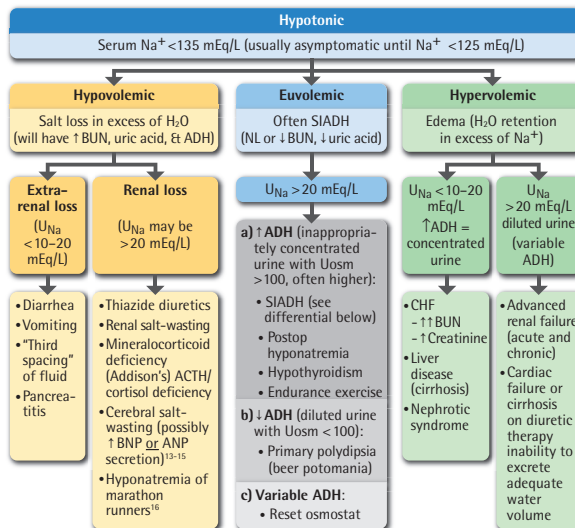 Hypotonic
Serum Na+ <135 mEq/L (usually asymptomatic until Na+ <125 mEq/L)
Hypovolemic
Salt loss in excess of H2O
(will have ↑BUN, uric acid, & ADH)
Extra-
renal loss
(UNa
<10–20
mEq/L)
• Diarrhea
• Vomiting
• "Third
spacing" of
of fluid
• Pancrea-
titis
Renal loss
(UNa may be
>20 mEq/L)
• Thiazide diuretics
• Renal salt-wasting
• Mineralocorticoid
deficiency
(Addison's) ACTH/
cortisol deficiency
• Cerebral salt-
wasting (possibly
↑BNP or ANP
secretion)13–15
• Hyponatremia of
marathon
runners16
Euvolemic
Often SIADH
(NL or ↓BUN, ↓uric acid)
UNa >20 mEq/L
a) ↑ADH (inappropri-
ately concentrated
urine with Uosm
>100, often higher):
• SIADH (see
differential below)
• Postop
hyponatremia
• Hypothyroidism
• Endurance exercise
b) ↓ADH (diluted urine
with Uosm <100):
• Primary polydipsia
(beer potomania)
c) Variable ADH:
• Reset osmostat
Hypervolemic
Edema (H2O retention
in excess of Na+)
UNa <10–20
mEq/L
↑ADH =
concentrated
urine
• CHF
- ↑↑BUN
- ↑Creatinine
• Liver
disease
(cirrhosis)
• Nephrotic
syndrome
UNa
>20 mEq/L
diluted urine
(variable
ADH)
• Advanced
renal failure
(acute and
chronic)
• Cardiac
failure or
cirrhosis
on diuretic
therapy
inability to
excrete
adequate
water
volume